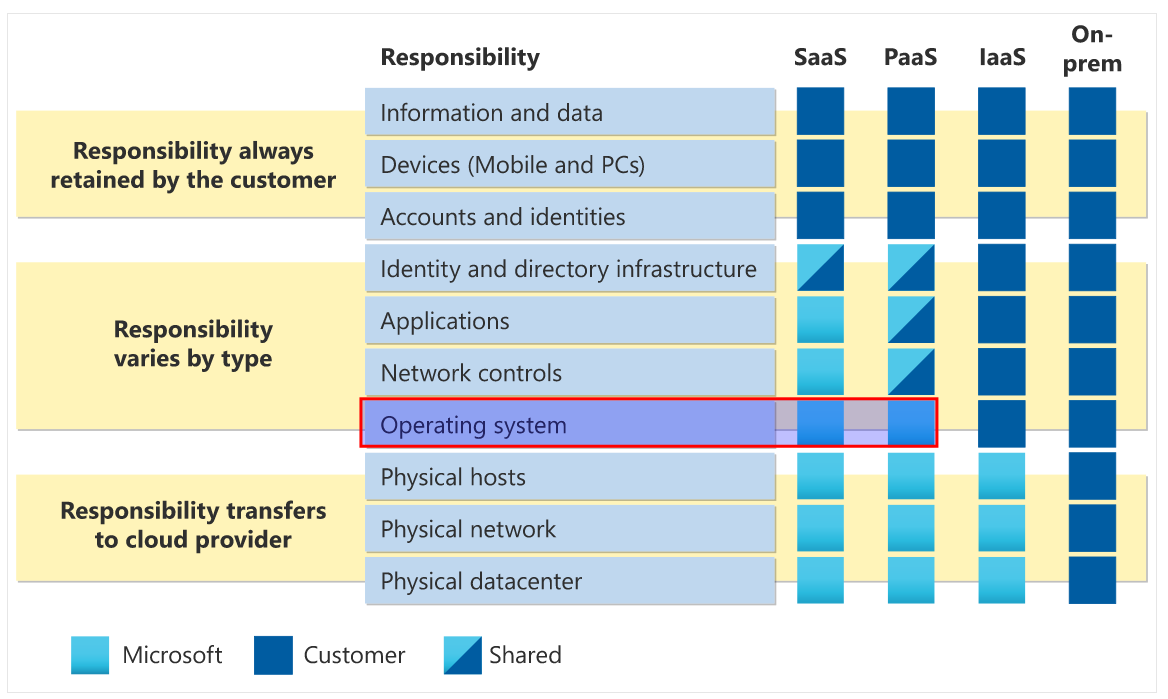 Responsibility
SaaS
PaaS
IaaS
On-
prem
Responsibility always
retained by the customer
Information and data
Devices (Mobile and PCs)
Accounts and identities
Responsibility
varies by type
Identity and directory infrastructure
Applications
Network controls
Operating system
Responsibility transfers
to cloud provider
Physical hosts
Physical network
Physical datacenter
Microsoft
Customer
Shared